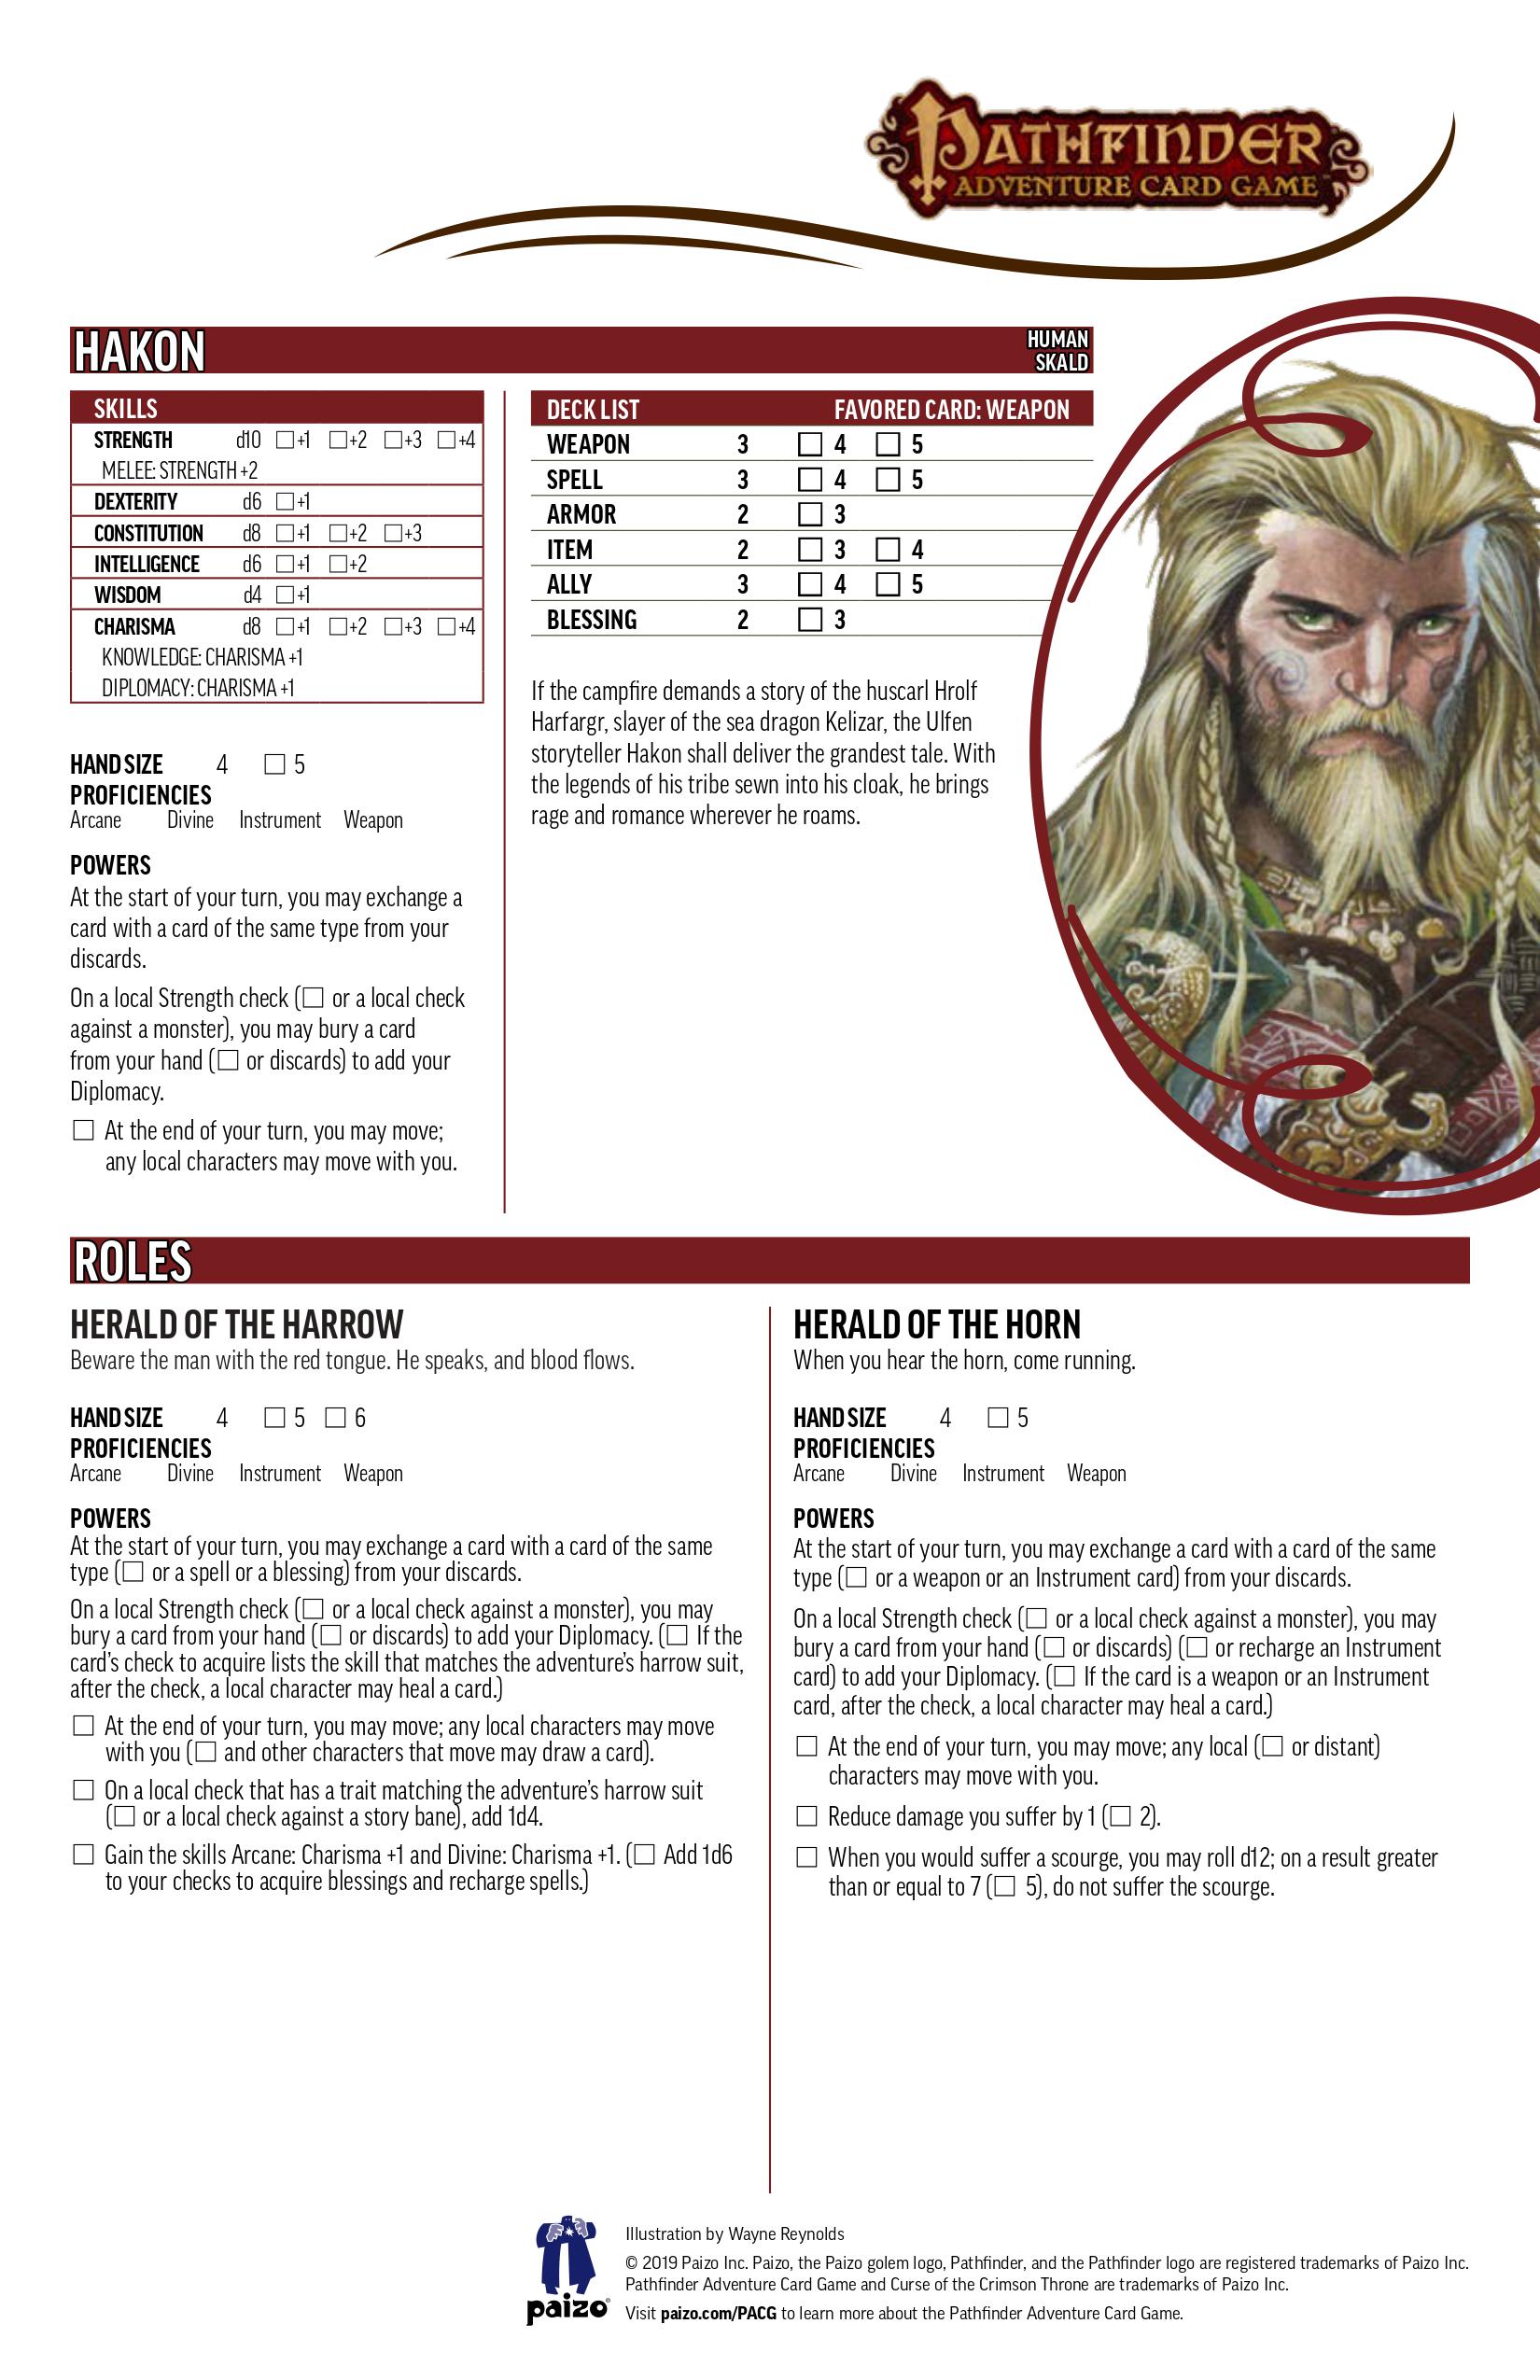 PATHFINDER
ADVENTURE CARD GAME
HAKON
HUMAN
SKALD
SKILLS
STRENGTH d10 ☐+1 ☐+2 ☐+3 ☐+4
MELEE: STRENGTH +2
DEXTERITY d6 ☐+1
CONSTITUTION d8 ☐+1 ☐+2 ☐+3
INTELLIGENCE d6 ☐+1 ☐+2
WISDOM d4 ☐+1
CHARISMA d8 ☐+1 ☐+2 ☐+3 ☐+4
KNOWLEDGE: CHARISMA +1
DIPLOMACY: CHARISMA +1
HAND SIZE 4 ☐ 5
PROFICIENCIES
Arcane Divine Instrument Weapon
POWERS
At the start of your turn, you may exchange a
card with a card of the same type from your
discards.
On a local Strength check (☐ or a local check
against a monster), you may bury a card
from your hand (☐ or discards) to add your
Diplomacy.
☐ At the end of your turn, you may move;
any local characters may move with you.
DECK LIST FAVORED CARD: WEAPON
WEAPON 3 ☐ 4 ☐ 5
SPELL 3 ☐ 4 ☐ 5
ARMOR 2 ☐ 3
ITEM 2 ☐ 3 ☐ 4
ALLY 3 ☐ 4 ☐ 5
BLESSING 2 ☐ 3
If the campfire demands a story of the huscarl Hrolf
Harfargr, slayer of the sea dragon Kelizar, the Ulfen
storyteller Hakon shall deliver the grandest tale. With
the legends of his tribe sewn into his cloak, he brings
rage and romance wherever he roams.
ROLES
HERALD OF THE HARROW
Beware the man with the red tongue. He speaks, and blood flows.
HAND SIZE 4 ☐ 5 ☐ 6
PROFICIENCIES
Arcane Divine Instrument Weapon
POWERS
At the start of your turn, you may exchange a card with a card of the same
type (☐ or a spell or a blessing) from your discards.
On a local Strength check (☐ or a local check against a monster), you may
bury a card from your hand (☐ or discards) to add your Diplomacy. (☐ If the
card's check to acquire lists the skill that matches the adventure's harrow suit,
after the check, a local character may heal a card.)
☐ At the end of your turn, you may move; any local characters may move
with you (☐ and other characters that move may draw a card).
☐ On a local check that has a trait matching the adventure's harrow suit
(☐ or a local check against a story bane), add 1d4.
☐ Gain the skills Arcane: Charisma +1 and Divine: Charisma +1. (☐ Add 1d6
to your checks to acquire blessings and recharge spells.)
HERALD OF THE HORN
When you hear the horn, come running.
HAND SIZE 4 ☐ 5
PROFICIENCIES
Arcane Divine Instrument Weapon
POWERS
At the start of your turn, you may exchange a card with a card of the same
type (☐ or a weapon or an Instrument card) from your discards.
On a local Strength check (☐ or a local check against a monster), you may
bury a card from your hand (☐ or discards) (☐ or recharge an Instrument
card) to add your Diplomacy. (☐ If the card is a weapon or an Instrument
card, after the check, a local character may heal a card.)
☐ At the end of your turn, you may move; any local (☐ or distant)
characters may move with you.
☐ Reduce damage you suffer by 1 (☐ 2).
☐ When you would suffer a scourge, you may roll d12; on a result greater
than or equal to 7 (☐ 5), do not suffer the scourge.
paizo®
Illustration by Wayne Reynolds
© 2019 Paizo Inc. Paizo, the Paizo golem logo, Pathfinder, and the Pathfinder logo are registered trademarks of Paizo Inc.
Pathfinder Adventure Card Game and Curse of the Crimson Throne are trademarks of Paizo Inc.
Visit paizo.com/PACG to learn more about the Pathfinder Adventure Card Game.